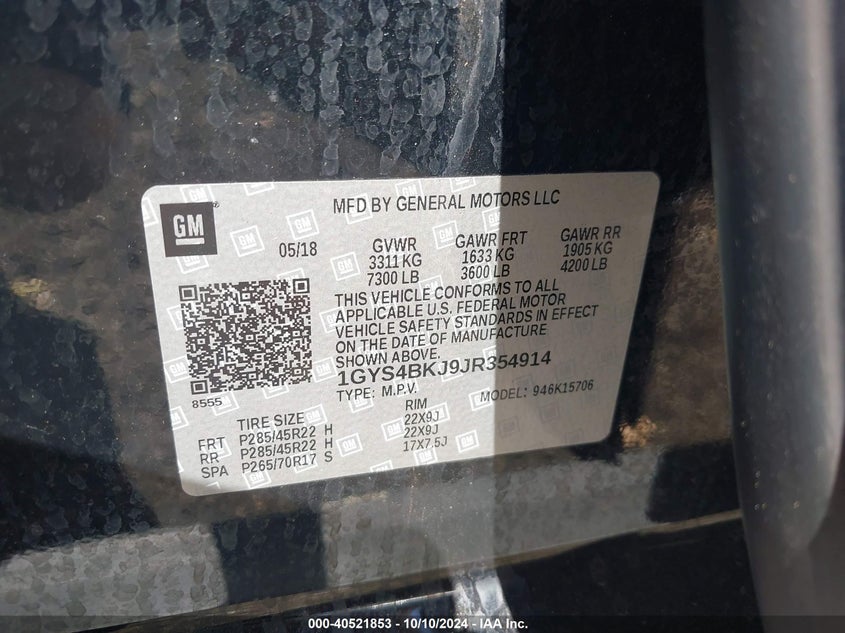 MFD BY GENERAL MOTORS LLC
GM®
05/18 GVWR GAWR FRT GAWR RR
3311 KG 1633 KG 1905 KG
7300 LB 3600 LB 4200 LB
THIS VEHICLE CONFORMS TO ALL
APPLICABLE U.S. FEDERAL MOTOR
VEHICLE SAFETY STANDARDS IN EFFECT
ON THE DATE OF MANUFACTURE
SHOWN ABOVE.
1GYS4BKJ9JR354914
8555 TYPE: M.P.V. MODEL: 946K15706
TIRE SIZE RIM
FRT P285/45R22 H 22X9J
RR P285/45R22 H 22X9J
SPA P265/70R17 S 17X7.5J
000-40521853 - 10/10/2024 - IAA Inc.